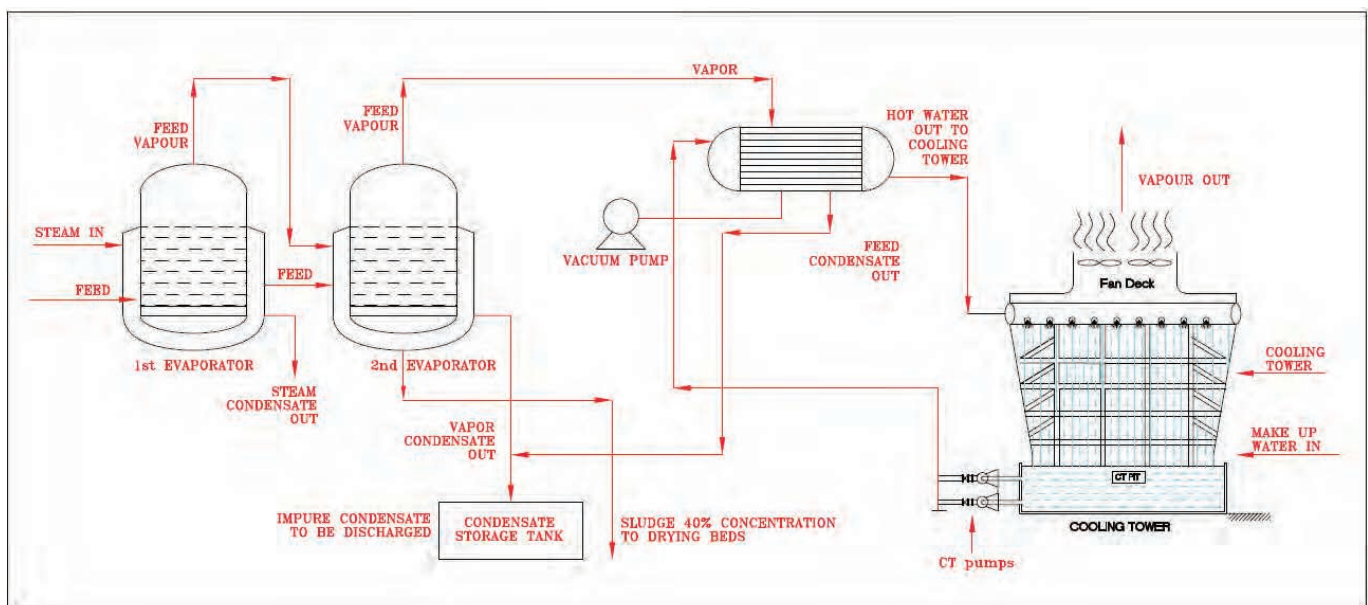 VAPOR
FEED
VAPOUR
FEED
VAPOUR
HOT WATER
OUT TO
COOLING
TOWER
VAPOUR OUT
STEAM IN
FEED
FEED
VACUUM PUMP
FEED
CONDENSATE
OUT
Fan Deck
1st EVAPORATOR
2nd EVAPORATOR
COOLING
TOWER
STEAM
CONDENSATE
OUT
VAPOR
CONDENSATE
OUT
MAKE UP
WATER IN
CT PIT
IMPURE CONDENSATE
TO BE DISCHARGED
CONDENSATE
STORAGE TANK
SLUDGE 40% CONCENTRATION
TO DRYING BEDS
COOLING TOWER
CT pumps